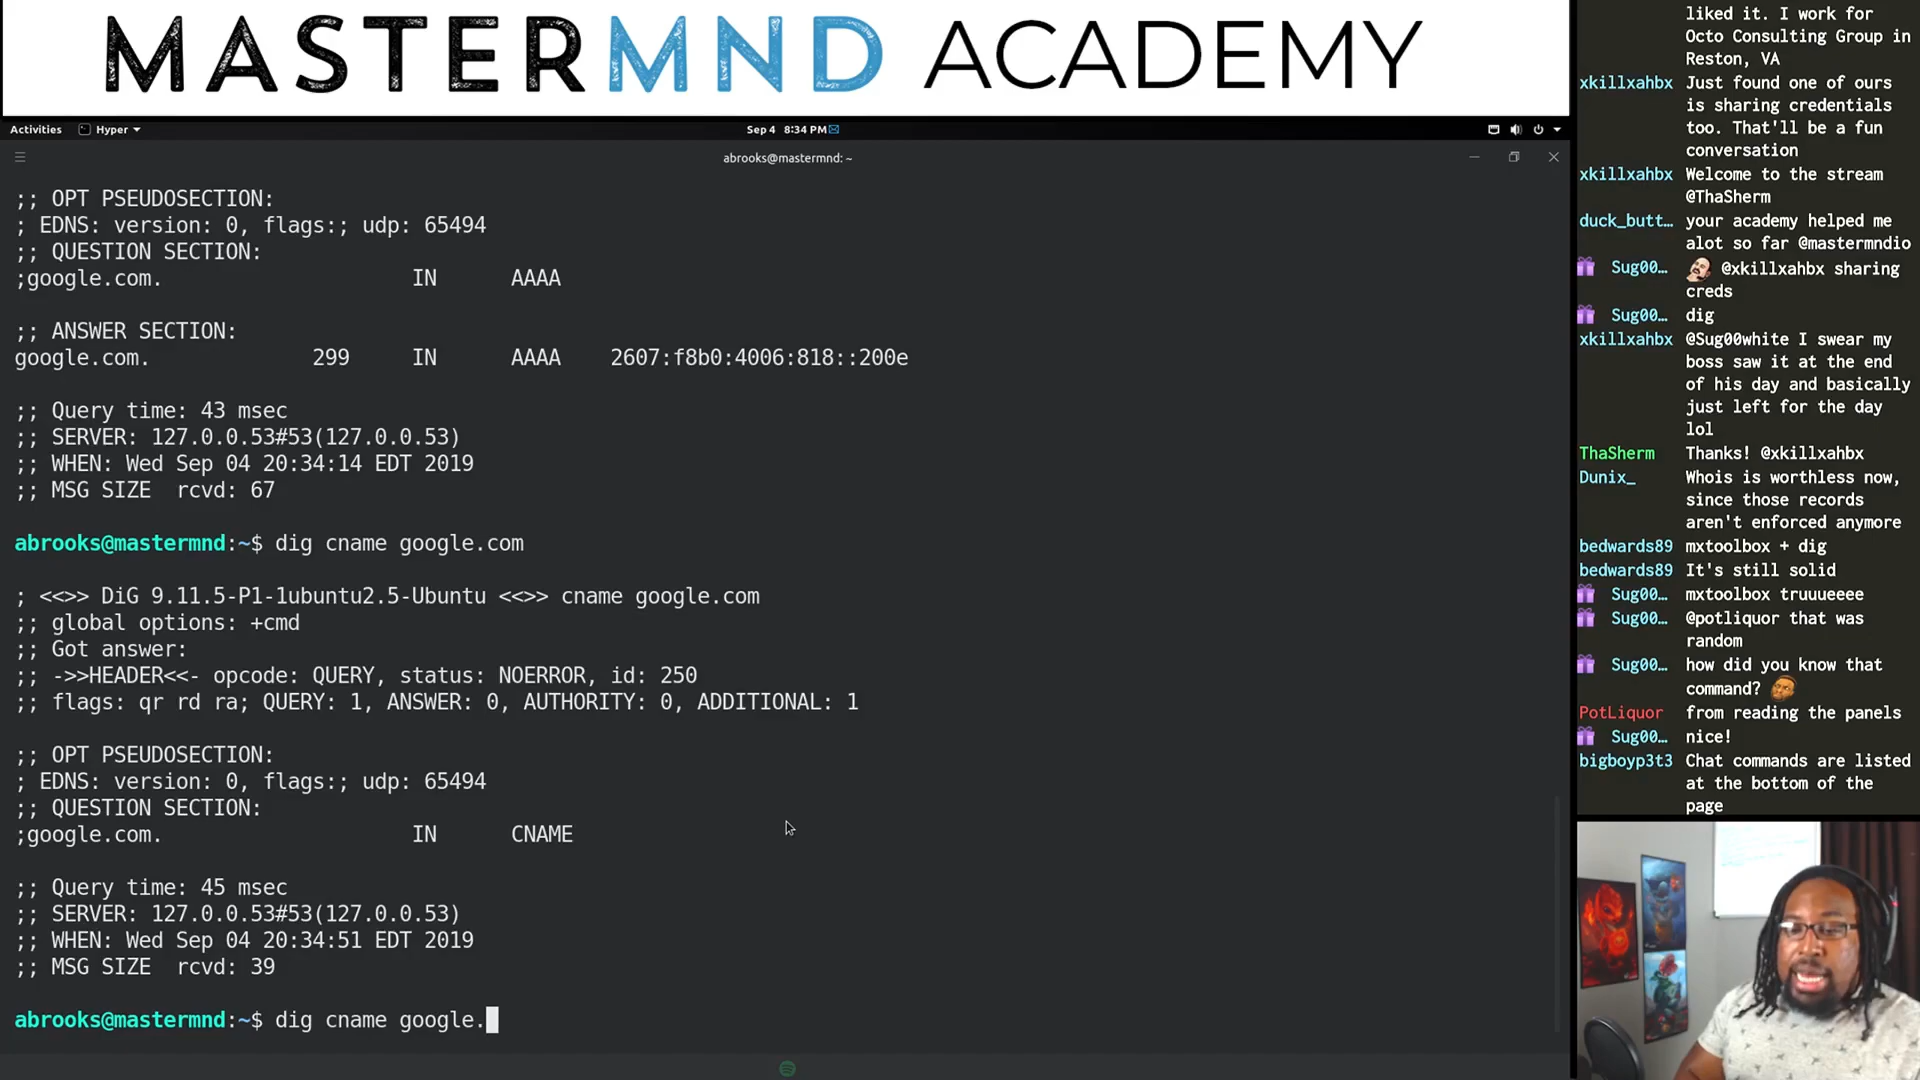 MASTERMND ACADEMY
Activities Hyper Sep 4 8:34 PM
abrooks@mastermnd: ~
;; OPT PSEUDOSECTION:
; EDNS: version: 0, flags:; udp: 65494
;; QUESTION SECTION:
;google.com. IN AAAA
;; ANSWER SECTION:
google.com. 299 IN AAAA 2607:f8b0:4006:818::200e
;; Query time: 43 msec
;; SERVER: 127.0.0.53#53(127.0.0.53)
;; WHEN: Wed Sep 04 20:34:14 EDT 2019
;; MSG SIZE rcvd: 67
abrooks@mastermnd:~$ dig cname google.com
; <<>> DiG 9.11.5-P1-1ubuntu2.5-Ubuntu <<>> cname google.com
;; global options: +cmd
;; Got answer:
;; ->>HEADER<<- opcode: QUERY, status: NOERROR, id: 250
;; flags: qr rd ra; QUERY: 1, ANSWER: 0, AUTHORITY: 0, ADDITIONAL: 1
;; OPT PSEUDOSECTION:
; EDNS: version: 0, flags:; udp: 65494
;; QUESTION SECTION:
;google.com. IN CNAME
;; Query time: 45 msec
;; SERVER: 127.0.0.53#53(127.0.0.53)
;; WHEN: Wed Sep 04 20:34:51 EDT 2019
;; MSG SIZE rcvd: 39
abrooks@mastermnd:~$ dig cname google.
liked it. I work for
Octo Consulting Group in
Reston, VA
xkillxahbx Just found one of ours
is sharing credentials
too. That'll be a fun
conversation
xkillxahbx Welcome to the stream
@ThaSherm
duck_butt… your academy helped me
alot so far @mastermndio
Sug00… @xkillxahbx sharing
creds
Sug00… dig
xkillxahbx @Sug00white I swear my
boss saw it at the end
of his day and basically
just left for the day
lol
ThaSherm Thanks! @xkillxahbx
Dunix_ Whois is worthless now,
since those records
aren't enforced anymore
bedwards89 mxtoolbox + dig
bedwards89 It's still solid
Sug00… mxtoolbox truuueeee
Sug00… @potliquor that was
random
Sug00… how did you know that
command?
PotLiquor from reading the panels
Sug00… nice!
bigboyp3t3 Chat commands are listed
at the bottom of the
page